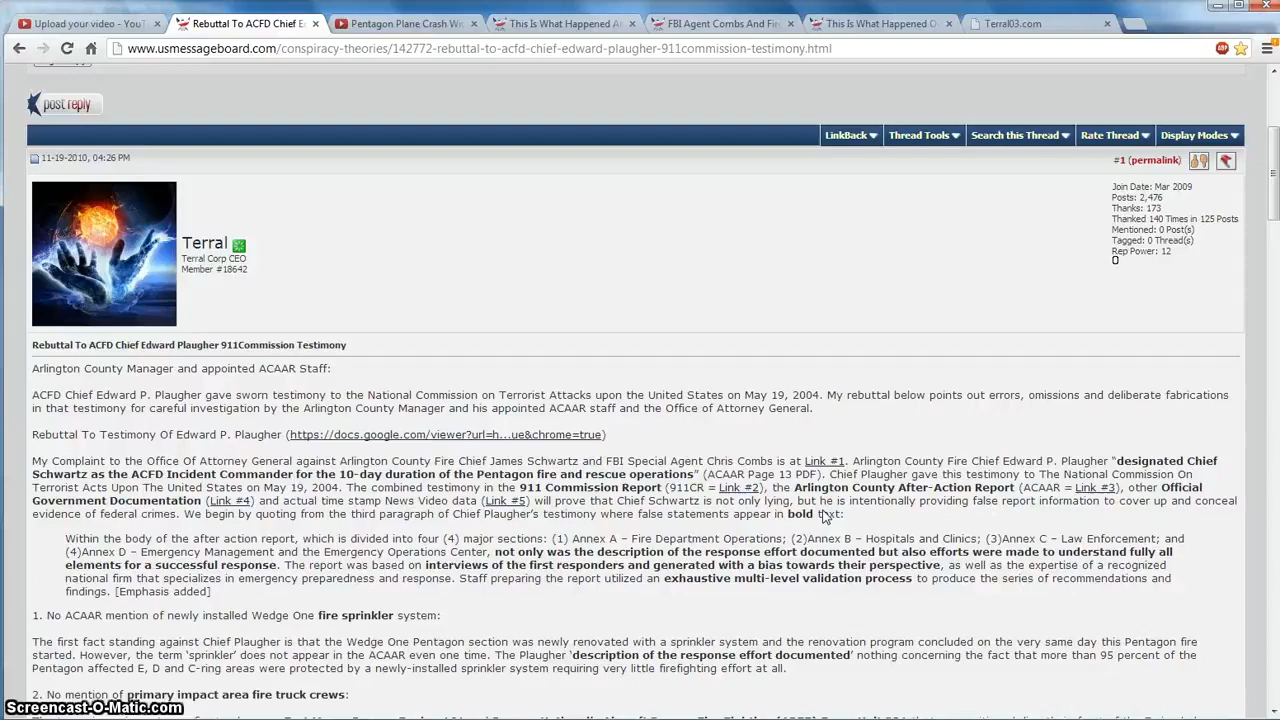 Upload your video - YouT
Rebuttal To ACFD Chief E
Pentagon Plane Crash Wi
This Is What Happened A
FBI Agent Combs And Fire
This Is What Happened O
Terral03.com
www.usmessageboard.com/conspiracy-theories/142772-rebuttal-to-acfd-chief-edward-plaugher-911commission-testimony.html
post reply
LinkBack Thread Tools Search this Thread Rate Thread Display Modes
11-19-2010, 04:26 PM
#1 (permalink)
Terral
Terral Corp CEO
Member #18642
Join Date: Mar 2009
Posts: 2,476
Thanks: 173
Thanked 140 Times in 125 Posts
Mentioned: 0 Post(s)
Tagged: 0 Thread(s)
Rep Power: 12
0
Rebuttal To ACFD Chief Edward Plaugher 911Commission Testimony
Arlington County Manager and appointed ACAAR Staff:
ACFD Chief Edward P. Plaugher gave sworn testimony to the National Commission on Terrorist Attacks upon the United States on May 19, 2004. My rebuttal below points out errors, omissions and deliberate fabrications
in that testimony for careful investigation by the Arlington County Manager and his appointed ACAAR staff and the Office of Attorney General.
Rebuttal To Testimony Of Edward P. Plaugher (https://docs.google.com/viewer?url=h...ue&chrome=true)
My Complaint to the Office Of Attorney General against Arlington County Fire Chief James Schwartz and FBI Special Agent Chris Combs is at Link #1. Arlington County Fire Chief Edward P. Plaugher “designated Chief
Schwartz as the ACFD Incident Commander for the 10-day duration of the Pentagon fire and rescue operations” (ACAAR Page 13 PDF). Chief Plaugher gave this testimony to The National Commission On
Terrorist Acts Upon The United States on May 19, 2004. The combined testimony in the 911 Commission Report (911CR = Link #2), the Arlington County After-Action Report (ACAAR = Link #3), other Official
Government Documentation (Link #4) and actual time stamp News Video data (Link #5) will prove that Chief Schwartz is not only lying, but he is intentionally providing false report information to cover up and conceal
evidence of federal crimes. We begin by quoting from the third paragraph of Chief Plaugher’s testimony where false statements appear in bold text:
Within the body of the after action report, which is divided into four (4) major sections: (1) Annex A – Fire Department Operations; (2)Annex B – Hospitals and Clinics; (3)Annex C – Law Enforcement; and
(4)Annex D – Emergency Management and the Emergency Operations Center, not only was the description of the response effort documented but also efforts were made to understand fully all
elements for a successful response. The report was based on interviews of the first responders and generated with a bias towards their perspective, as well as the expertise of a recognized
national firm that specializes in emergency preparedness and response. Staff preparing the report utilized an exhaustive multi-level validation process to produce the series of recommendations and
findings. [Emphasis added]
1. No ACAAR mention of newly installed Wedge One fire sprinkler system:
The first fact standing against Chief Plaugher is that the Wedge One Pentagon section was newly renovated with a sprinkler system and the renovation program concluded on the very same day this Pentagon fire
started. However, the term ‘sprinkler’ does not appear in the ACAAR even one time. The Plaugher ‘description of the response effort documented’ nothing concerning the fact that more than 95 percent of the
Pentagon affected E, D and C-ring areas were protected by a newly-installed sprinkler system requiring very little firefighting effort at all.
2. No mention of primary impact area fire truck crews:
Screencast-O-Matic.com